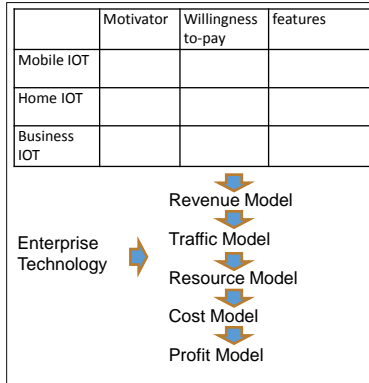 Motivator Willingness to-pay features
Mobile IOT
Home IOT
Business
IOT
Revenue Model
Traffic Model
Enterprise
Technology
Resource Model
Cost Model
Profit Model